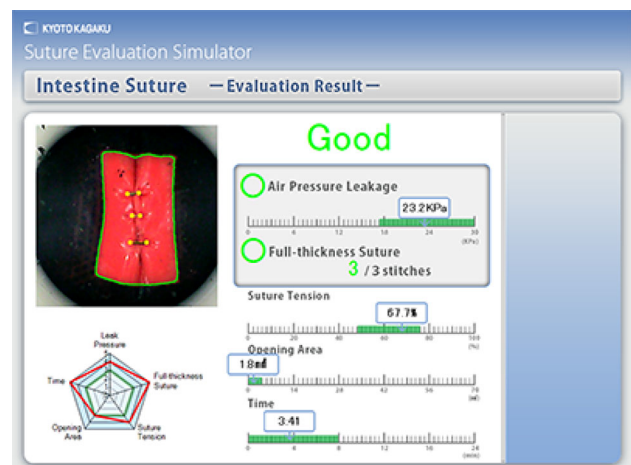 KYOTO KAGAKU
Suture Evaluation Simulator
Intestine Suture — Evaluation Result —
Good
Air Pressure Leakage
23.2KPa
0 6 12 18 24 30
(KPa)
Full-thickness Suture
3 / 3 stitches
Suture Tension
67.7%
0 20 40 60 80 100
(%)
Opening Area
1.8㎟
0 14 28 42 56 70
(㎟)
Time
3.41
0 4 8 12 16 20
(min)
Leak
Pressure
Time
Full-thickness
Suture
Opening
Area
Suture
Tension